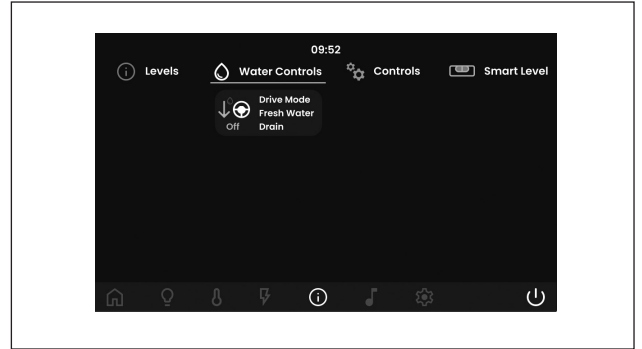 09:52
Levels
Water Controls
Controls
Smart Level
Drive Mode
Fresh Water
Off Drain